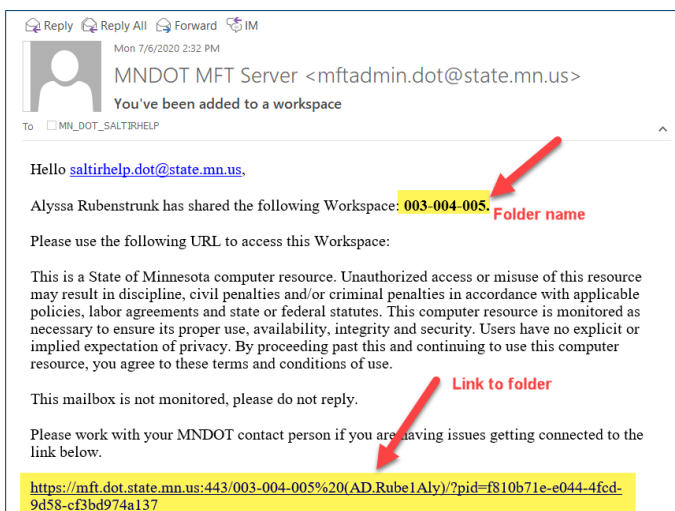 Reply Reply All Forward IM
Mon 7/6/2020 2:32 PM
MNDOT MFT Server <mftadmin.dot@state.mn.us>
You've been added to a workspace
To MN_DOT_SALTIRHELP
Hello saltirhelp.dot@state.mn.us,
Alyssa Rubenstrunk has shared the following Workspace: 003-004-005.
Folder name
Please use the following URL to access this Workspace:
This is a State of Minnesota computer resource. Unauthorized access or misuse of this resource
may result in discipline, civil penalties and/or criminal penalties in accordance with applicable
policies, labor agreements and state or federal statutes. This computer resource is monitored as
necessary to ensure its proper use, availability, integrity and security. Users have no explicit or
implied expectation of privacy. By proceeding past this and continuing to use this computer
resource, you agree to these terms and conditions of use.
Link to folder
This mailbox is not monitored, please do not reply.
Please work with your MNDOT contact person if you are having issues getting connected to the
link below.
https://mft.dot.state.mn.us:443/003-004-005%20(AD.Rube1Aly)/?pid=f810b71e-e044-4fcd-
9d58-cf3bd974a137